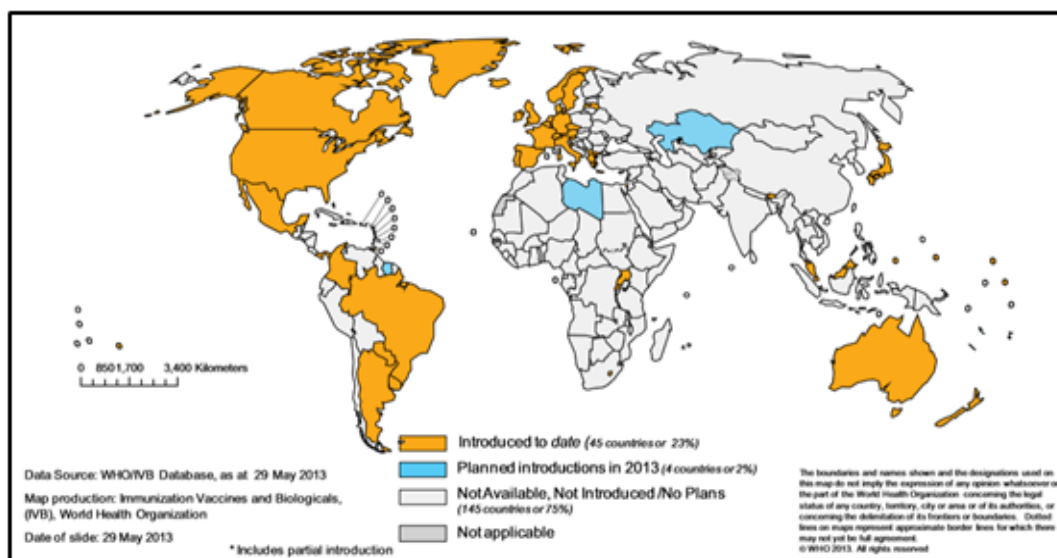 0 850 1,700 3,400 Kilometers
Introduced to date (45 countries or 23%)
Planned introductions in 2013 (4 countries or 2%)
Not Available, Not Introduced /No Plans
(145 countries or 75%)
Not applicable
Data Source: WHO/IVB Database, as at 29 May 2013
Map production: Immunization Vaccines and Biologicals,
(IVB), World Health Organization
Date of slide: 29 May 2013
* Includes partial introduction
The boundaries and names shown and the designations used on
this map do not imply the expression of any opinion whatsoever on
the part of the World Health Organization concerning the legal
status of any country, territory, city or area or of its authorities, or
concerning the delimitation of its frontiers or boundaries. Dotted
lines on maps represent approximate border lines for which there
may not yet be full agreement.
© WHO 2013. All rights reserved